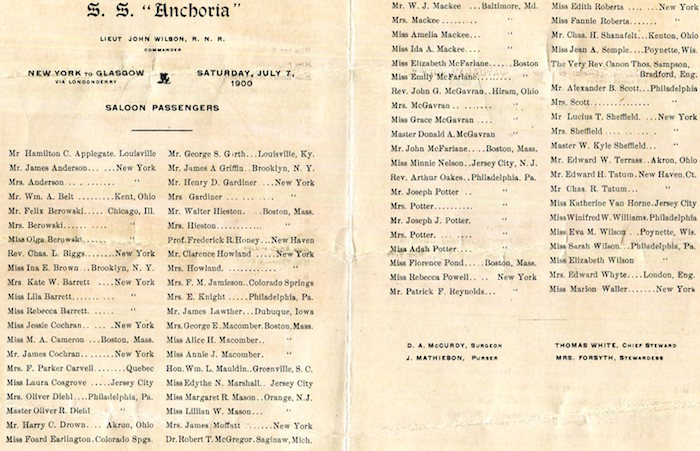 S. S. "Anchoria"
LIEUT JOHN WILSON, R. N. R.
COMMANDER
NEW YORK TO GLASGOW
VIA LONDONDERRY
SATURDAY, JULY 7,
1900
SALOON PASSENGERS
Mr Hamilton C. Applegate. Louisville
Mr. James Anderson....New York
Mrs. Anderson ... .......... "
Mr. Wm. A. Belt .........Kent, Ohio
Mr. Felix Berowski..... Chicago, Ill.
Mrs. Berowski...... "
Miss Olga Berowski..... "
Rev. Chas. L. Biggs.......New York
Miss Ina E. Brown ..Brooklyn, N. Y.
Mrs. Kate W. Barrett ....New York
Miss Lila Barrett........ "
Miss Rebecca Barrett...... "
Miss Jessie Cochran.. ...New York
Miss M. A. Cameron ...Boston, Mass.
Mr. James Cochran........New York
Mrs. F. Parker Carvell.......Quebec
Miss Laura Cosgrove ....Jersey City
Mrs. Oliver Diehl....Philadelphia, Pa.
Master Oliver R. Diehl "
Mr. Harry C. Drown.... Akron, Ohio
Miss Foard Earlington. Colorado Spgs.
Mr. George S. Garth...Louisville, Ky.
Mr. James A Griffin..Brooklyn, N. Y.
Mr. Henry D. Gardiner ...New York
Mrs Gardiner ... ..... "
Mr. Walter Hieston.....Boston, Mass.
Mrs. Hieston........... "
Prof. Frederick R. Honey...New Haven
Mr. Clarence Howland ....New York
Mrs. Howland. ........... "
Mrs. F. M. Jamieson..Colorado Springs
Mrs. E. Knight ....Philadelphia, Pa.
Mr. James Lawther...Dubuque, Iowa
Mrs. George E. Macomber. Boston, Mass.
Miss Alice H. Macomber.. "
Miss Annie J. Macomber. "
Hon. Wm. L. Mauldin..Greenville, S. C.
Miss Edythe N. Marshall.. Jersey City
Miss Margaret R. Mason..Orange, N.J.
Miss Lillian W. Mason... "
Mrs. James Moffatt .......New York
Dr. Robert T. McGregor. Saginaw, Mich.
Mr. W. J. Mackee ...Baltimore, Md.
Mrs. Mackee......... "
Miss Amelia Mackee... "
Miss Ida A. Mackee.... "
Miss Elizabeth McFarlane......Boston
Miss Emily McFarlane........ "
Rev. John G. McGavran..Hiram, Ohio
Mrs. McGavran ... ....... "
Miss Grace McGavran .... "
Master Donald A. McGavran "
Mr. John McFarlane.... Boston, Mass.
Miss Minnie Nelson..Jersey City, N. J.
Rev. Arthur Oakes..Philadelphia. Pa.
Mr. Joseph Potter .. "
Mrs. Potter.......... "
Mr. Joseph J. Potter. "
Mrs. Potter. ....... "
Miss Adah Potter.... "
Miss Florence Pond.....Boston, Mass.
Miss Rebecca Powell.... New York
Mr. Patrick F. Reynolds... "
Miss Edith Roberts ........New York
Miss Fannie Roberts....... "
Mr. Chas. H. Shanafelt...Kenton, Ohio
Miss Jean A. Semple....Poynette, Wis.
The Very Rev. Canon Thos. Sampson,
Bradford, Eng.
Mr. Alexander B. Scott...Philadelphia
Mrs. Scott............... "
Mr. Lucius T. Sheffield. ...New York
Mrs. Sheffield ... .. .... . "
Master W. Kyle Sheffield... "
Mr. Edward W. Terrass..Akron, Ohio
Mr. Edward H. Tatum. New Haven. Ct.
Mr. Chas. R. Tatum... "
Miss Katherine Van Horne. Jersey City
Miss Winifred W. Williams. Philadelphia
Miss Eva M. Wilson ...Poynette, Wis.
Miss Sarah Wilson...Philadelphia, Pa.
Miss Elizabeth Wilson "
Mrs. Edward Whyte....London, Eng.
Miss Marion Waller.......New York
D. A. McCURDY, SURGEON
J. MATHIESON, PURSER
THOMAS WHITE, CHIEF STEWARD
MRS. FORSYTH, STEWARDESS